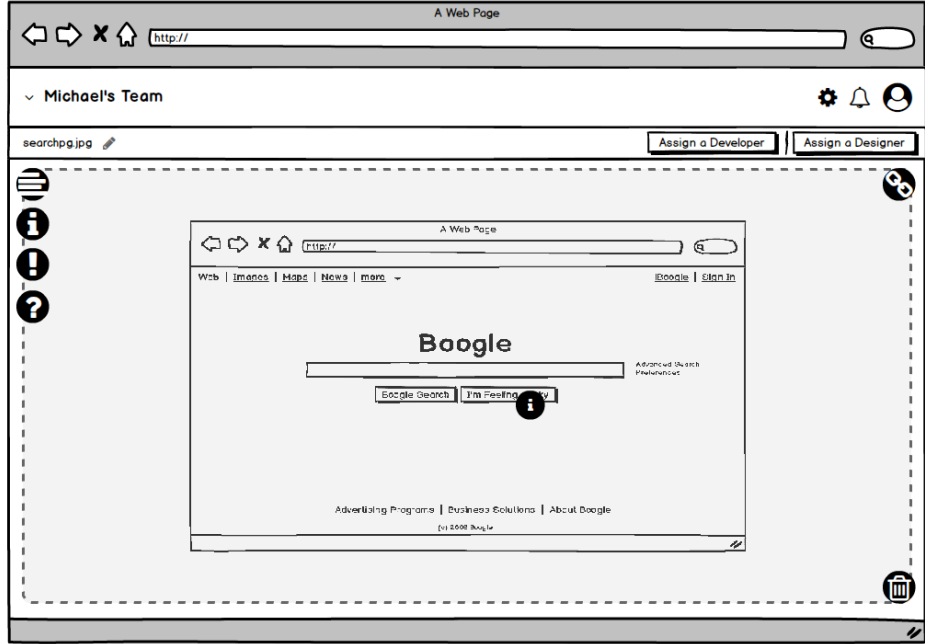 A Web Page
http://
Michael's Team
searchpg.jpg
Assign a Developer
Assign a Designer
A Web Page
http://
Web | Images | Maps | News | more
iBoogle | Sign In
Boogle
Advanced Search
Preferences
Boogle Search
I'm Feeling
Advertising Programs | Business Solutions | About Boogle
(c) 2008 Boogle